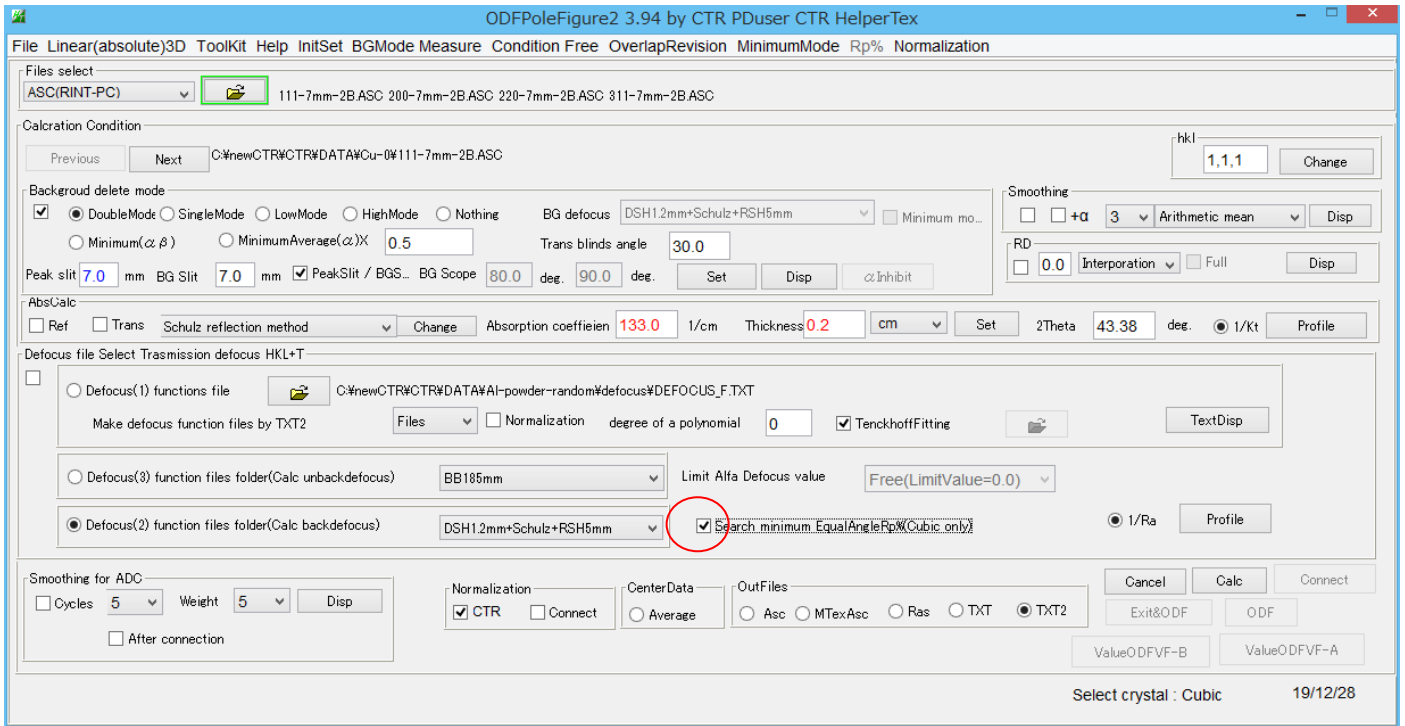 ODFPoleFigure2 3.94 by CTR PDuser CTR HelperTex
File Linear(absolute)3D ToolKit Help InitSet BGMode Measure Condition Free OverlapRevision MinimumMode Rp% Normalization
Files select
ASC(RINT-PC) 111-7mm-2B.ASC 200-7mm-2B.ASC 220-7mm-2B.ASC 311-7mm-2B.ASC
Calcration Condition
Previous Next C:¥newCTR¥CTR¥DATA¥Cu-0¥111-7mm-2B.ASC
hkl
1,1,1 Change
Backgroud delete mode
DoubleMode SingleMode LowMode HighMode Nothing BG defocus DSH1.2mm+Schulz+RSH5mm Minimum mo...
Minimum(α β) MinimumAverage(α)X 0.5 Trans blinds angle 30.0
Peak slit 7.0 mm BG Slit 7.0 mm PeakSlit / BGS... BG Scope 80.0 deg. 90.0 deg. Set Disp αInhibit
Smoothing
+α 3 Arithmetic mean Disp
RD
0.0 Interporation Full Disp
AbsCalc
Ref Trans Schulz reflection method Change Absorption coeffieien 133.0 1/cm Thickness 0.2 cm Set 2Theta 43.38 deg. 1/Kt Profile
Defocus file Select Trasmission defocus HKL+T
Defocus(1) functions file C:¥newCTR¥CTR¥DATA¥Al-powder-random¥defocus¥DEFOCUS_F.TXT
Make defocus function files by TXT2 Files Normalization degree of a polynomial 0 TenckhoffFitting TextDisp
Defocus(3) function files folder(Calc unbackdefocus) BB185mm Limit Alfa Defocus value Free(LimitValue=0.0)
Defocus(2) function files folder(Calc backdefocus) DSH1.2mm+Schulz+RSH5mm Search minimum EqualAngleRp%(Cubic only) 1/Ra Profile
Smoothing for ADC
Cycles 5 Weight 5 Disp
After connection
Normalization
CTR Connect
CenterData
Average
OutFiles
Asc MTexAsc Ras TXT TXT2
Cancel Calc Connect
Exit&ODF ODF
ValueODFVF-B ValueODFVF-A
Select crystal : Cubic 19/12/28